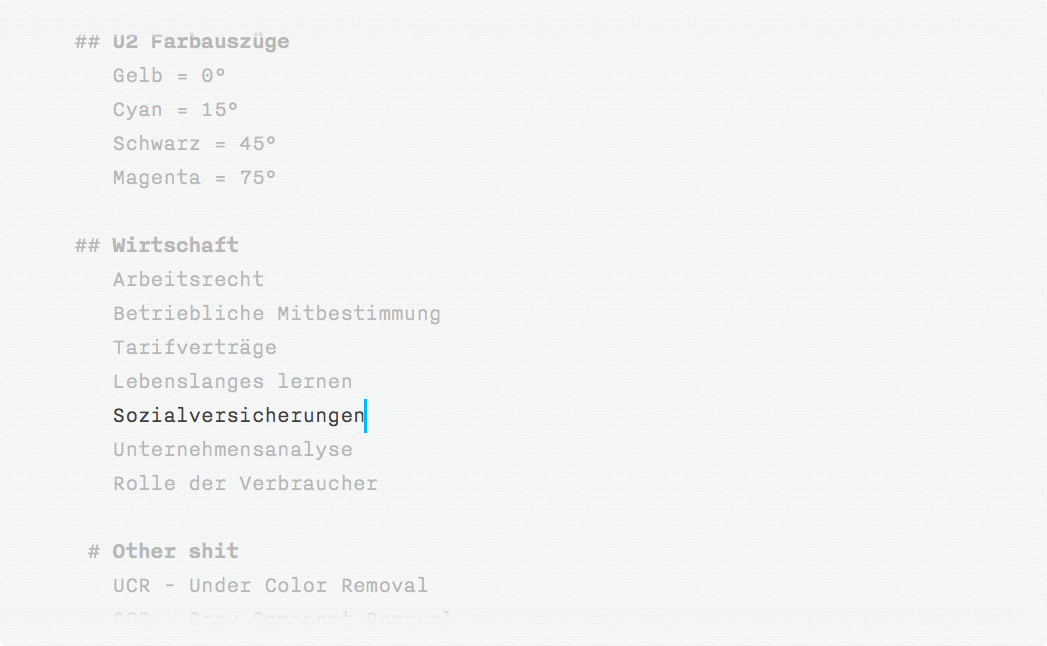 ## U2 Farbauszüge
Gelb = 0°
Cyan = 15°
Schwarz = 45°
Magenta = 75°
## Wirtschaft
Arbeitsrecht
Betriebliche Mitbestimmung
Tarifverträge
Lebenslanges lernen
Sozialversicherungen
Unternehmensanalyse
Rolle der Verbraucher
# Other shit
UCR - Under Color Removal